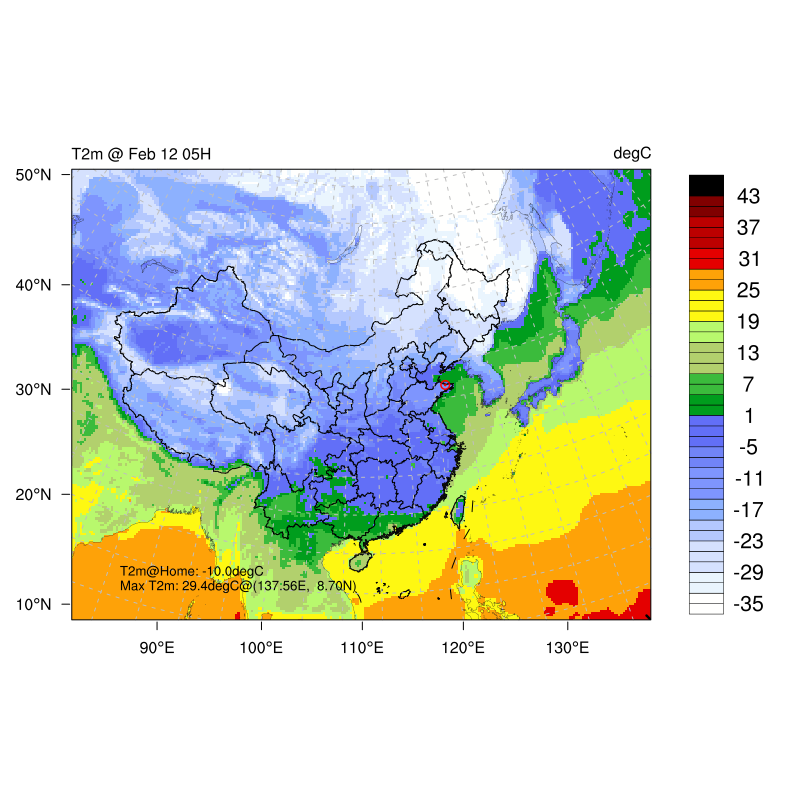 T2m @ Feb 12 05H
degC
50°N
40°N
30°N
20°N
10°N
90°E
100°E
110°E
120°E
130°E
T2m@Home: -10.0degC
Max T2m: 29.4degC@(137.56E,  8.70N)
43
37
31
25
19
13
7
1
-5
-11
-17
-23
-29
-35